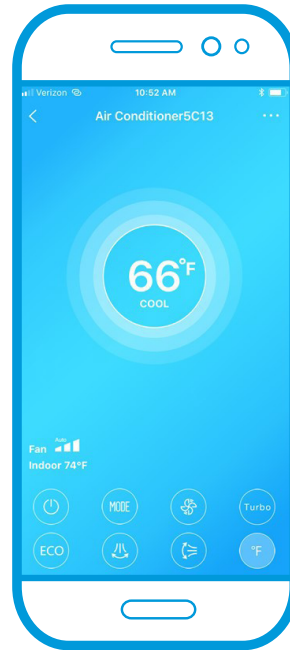 Verizon 10:52 AM
Air Conditioner5C13
66°F
COOL
Auto
Fan
Indoor 74°F
MODE Turbo
ECO °F